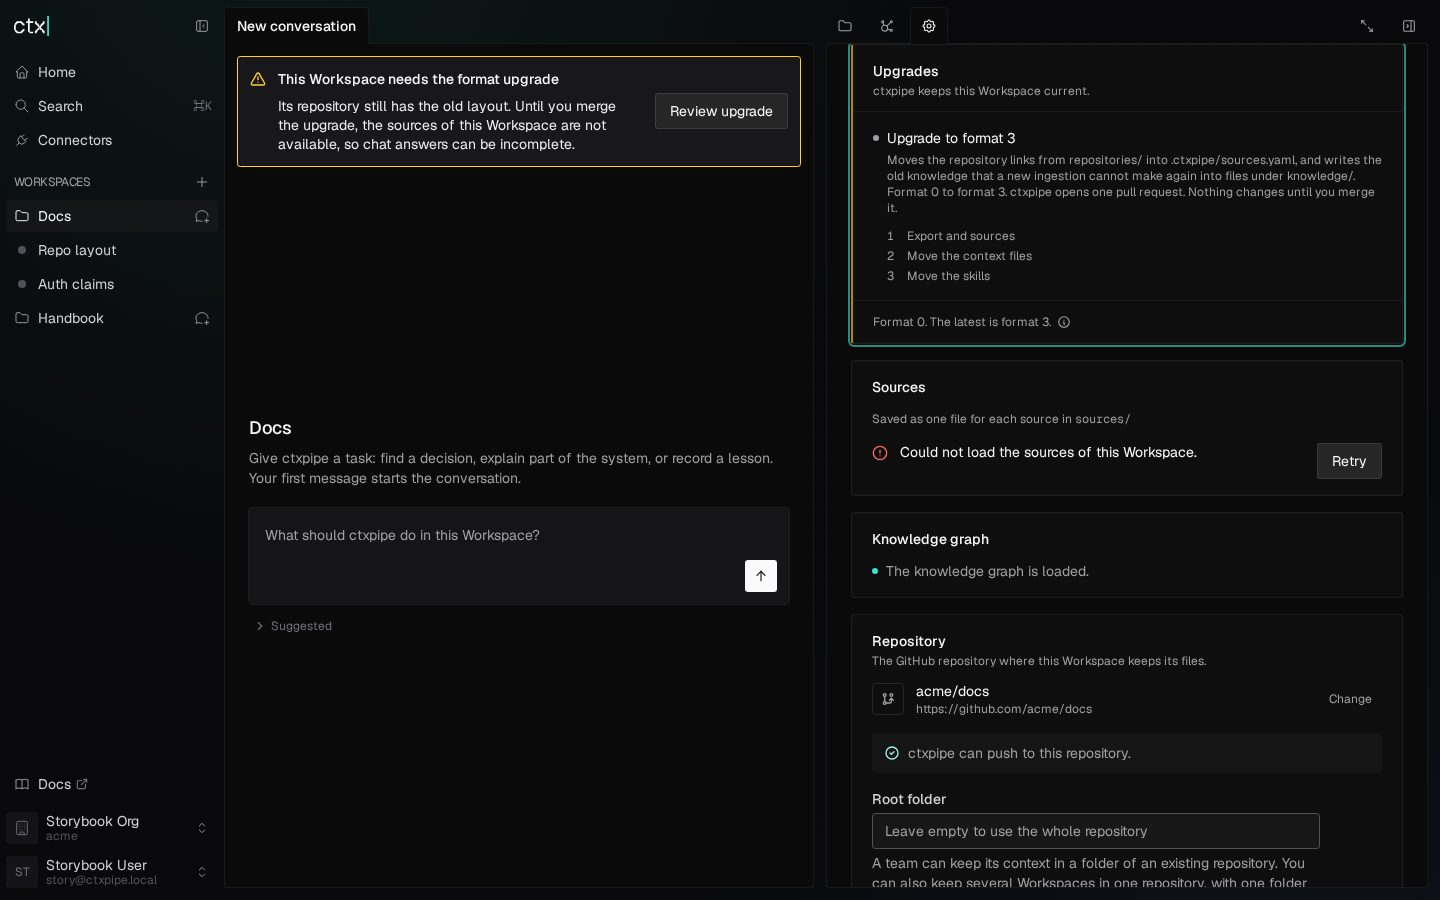 ctx
Home
Search
⌘K
Connectors
WORKSPACES
Docs
Repo layout
Auth claims
Handbook
Docs
Storybook Org
acme
ST
Storybook User
story@ctxpipe.local
New conversation
This Workspace needs the format upgrade
Its repository still has the old layout. Until you merge
the upgrade, the sources of this Workspace are not
available, so chat answers can be incomplete.
Review upgrade
Docs
Give ctxpipe a task: find a decision, explain part of the system, or record a lesson.
Your first message starts the conversation.
What should ctxpipe do in this Workspace?
Suggested
Upgrades
ctxpipe keeps this Workspace current.
Upgrade to format 3
Moves the repository links from repositories/ into .ctxpipe/sources.yaml, and writes the
old knowledge that a new ingestion cannot make again into files under knowledge/.
Format 0 to format 3. ctxpipe opens one pull request. Nothing changes until you merge
it.
1 Export and sources
2 Move the context files
3 Move the skills
Format 0. The latest is format 3.
Sources
Saved as one file for each source in sources/
Could not load the sources of this Workspace.
Retry
Knowledge graph
The knowledge graph is loaded.
Repository
The GitHub repository where this Workspace keeps its files.
acme/docs
https://github.com/acme/docs
Change
ctxpipe can push to this repository.
Root folder
Leave empty to use the whole repository
A team can keep its context in a folder of an existing repository. You
can also keep several Workspaces in one repository, with one folder